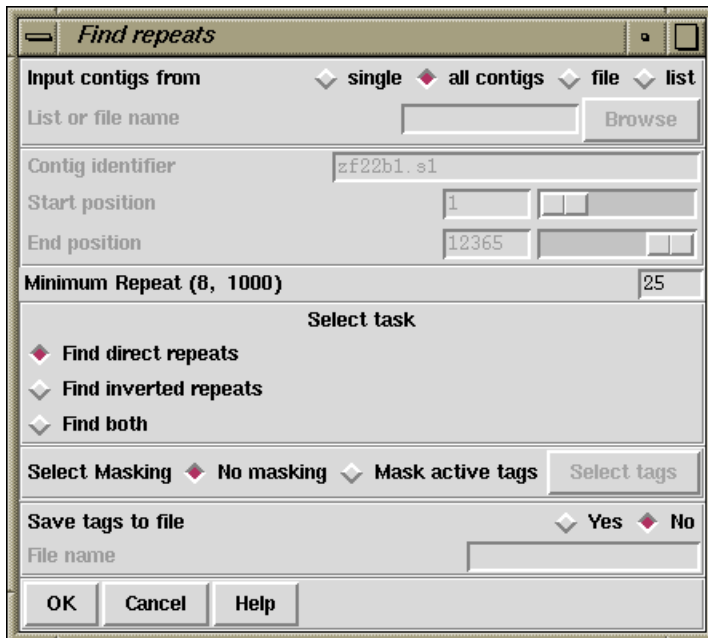 Find repeats
Input contigs from single all contigs file list
List or file name Browse
Contig identifier zf22b1.s1
Start position 1
End position 12365
Minimum Repeat (8, 1000) 25
Select task
Find direct repeats
Find inverted repeats
Find both
Select Masking No masking Mask active tags Select tags
Save tags to file Yes No
File name
OK Cancel Help